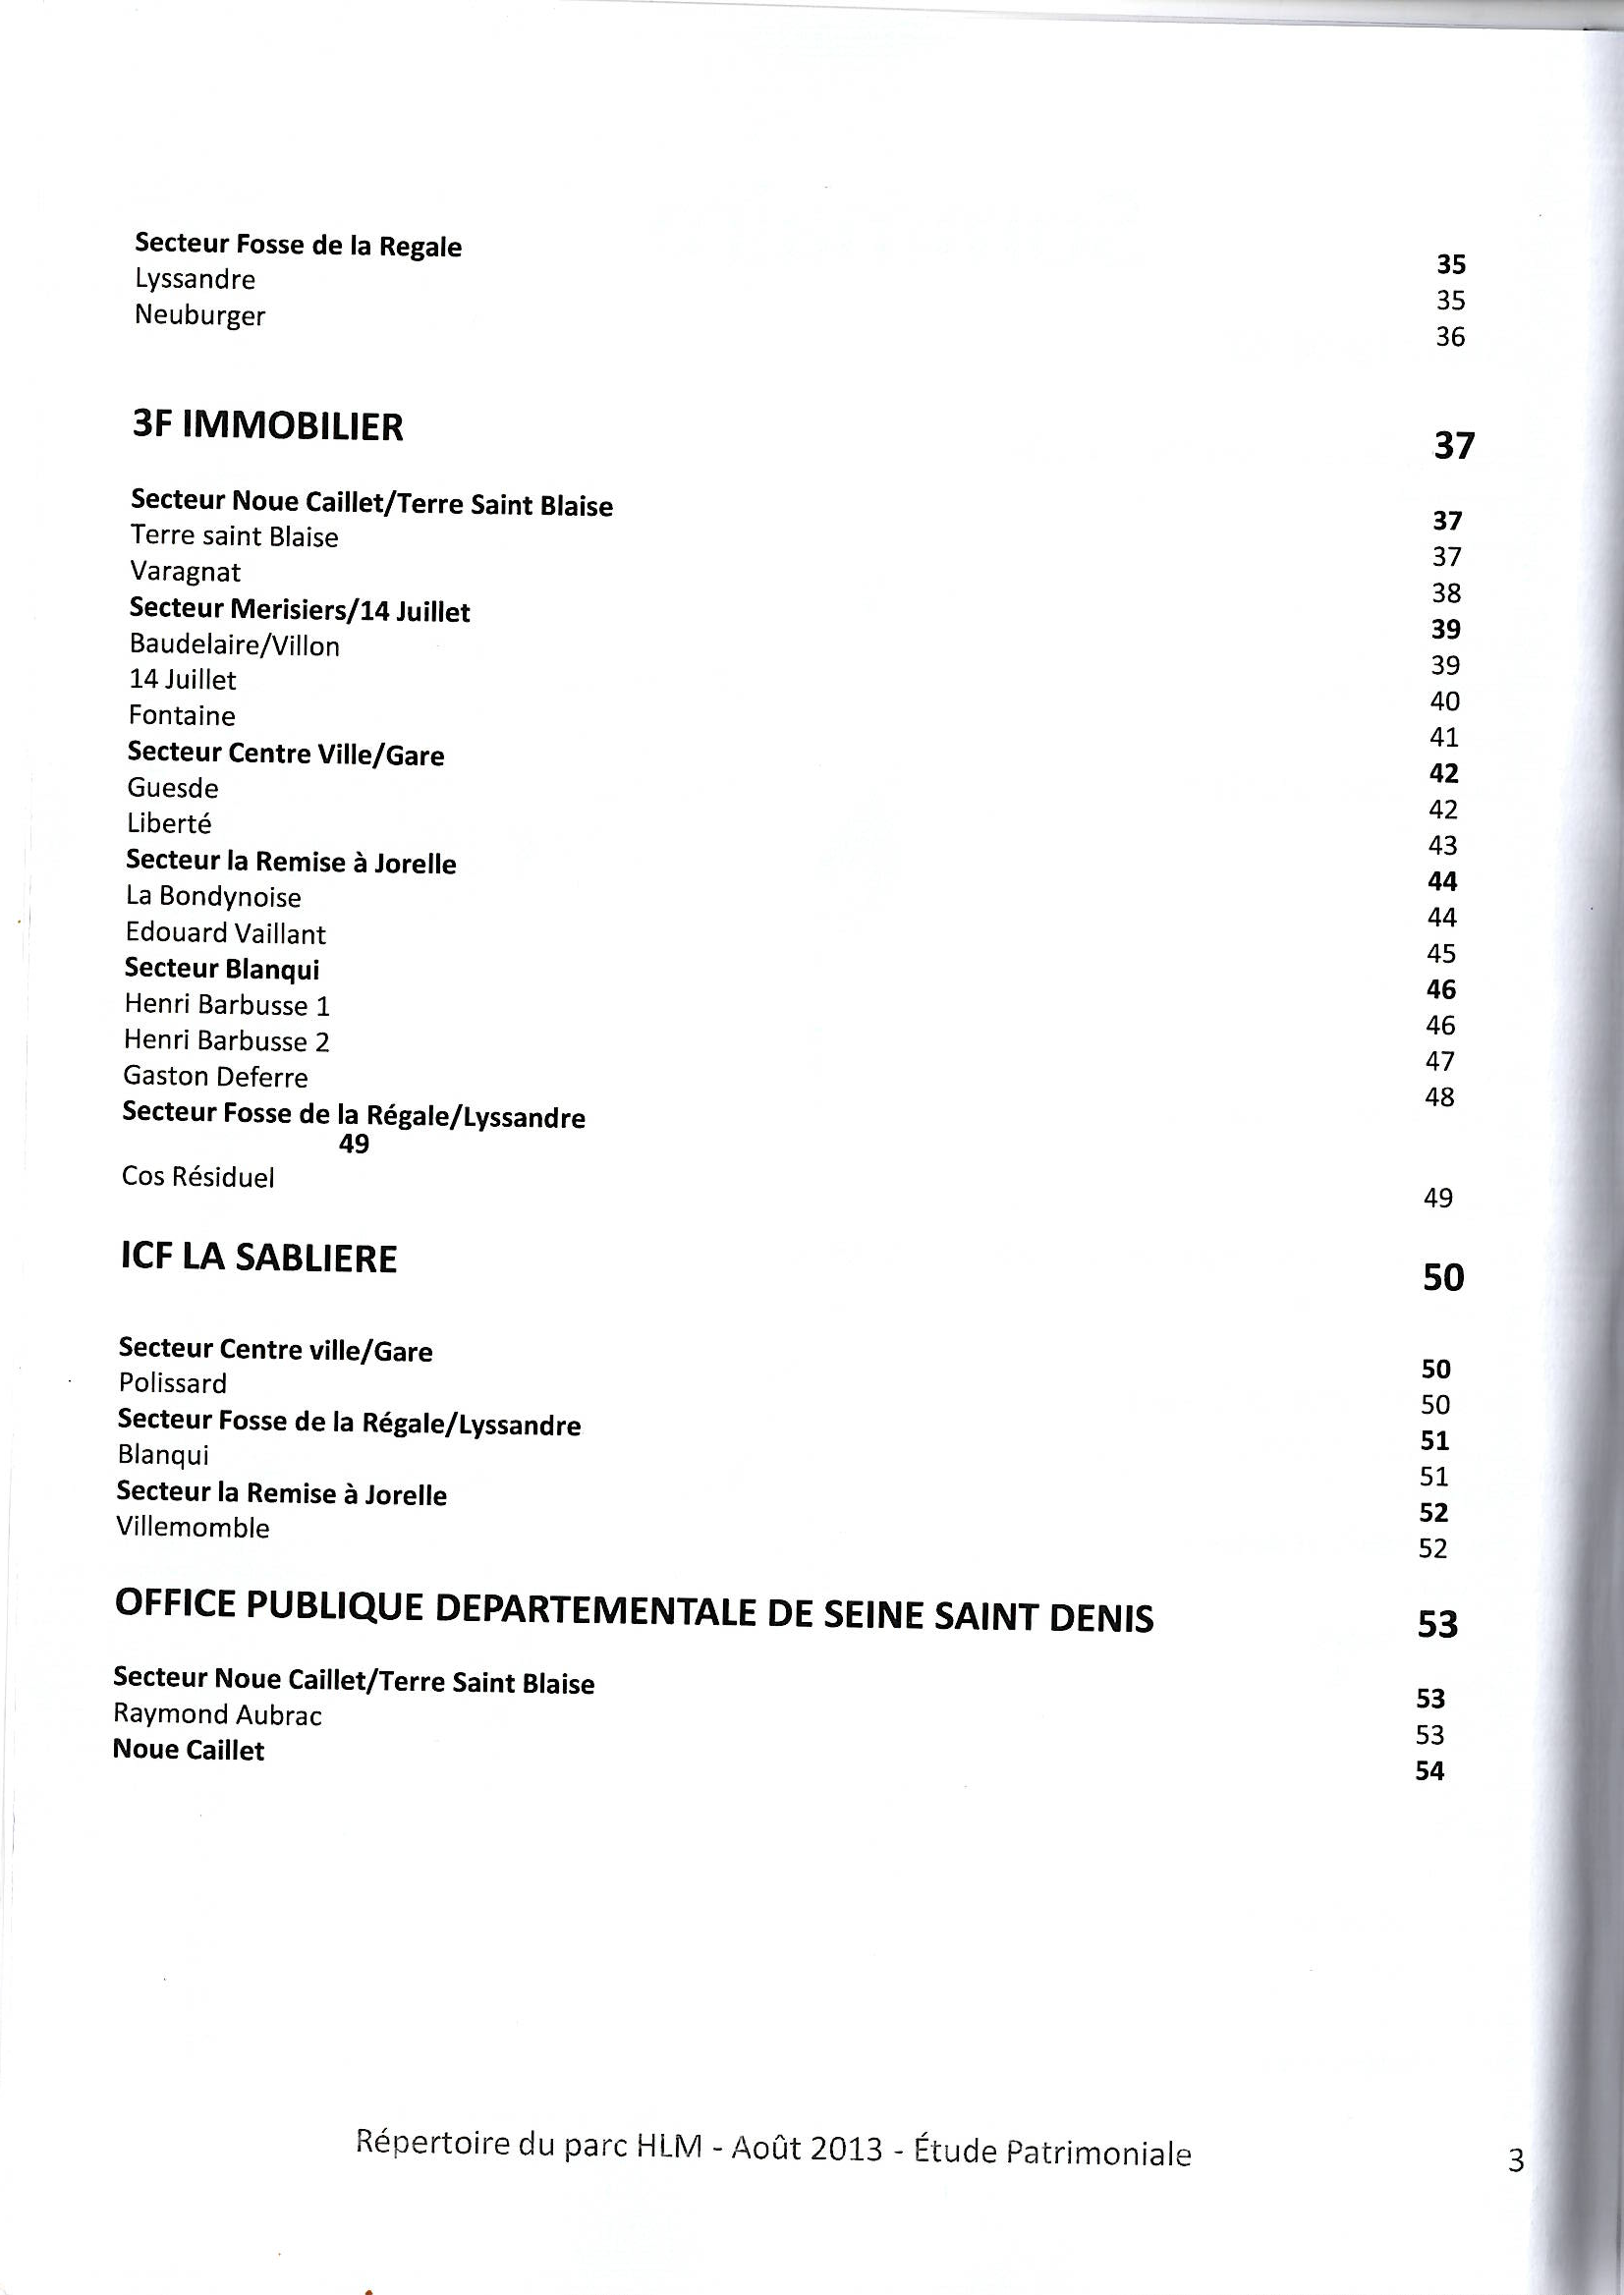 Secteur Fosse de la Regale 35
Lyssandre 35
Neuburger 36
3F IMMOBILIER 37
Secteur Noue Caillet/Terre Saint Blaise 37
Terre saint Blaise 37
Varagnat 38
Secteur Merisiers/14 Juillet 39
Baudelaire/Villon 39
14 Juillet 40
Fontaine 41
Secteur Centre Ville/Gare 42
Guesde 42
Liberté 43
Secteur la Remise à Jorelle 44
La Bondynoise 44
Edouard Vaillant 45
Secteur Blanqui 46
Henri Barbusse 1 46
Henri Barbusse 2 47
Gaston Deferre 48
Secteur Fosse de la Régale/Lyssandre
49
Cos Résiduel 49
ICF LA SABLIERE 50
Secteur Centre ville/Gare 50
Polissard 50
Secteur Fosse de la Régale/Lyssandre 51
Blanqui 51
Secteur la Remise à Jorelle 52
Villemomble 52
OFFICE PUBLIQUE DEPARTEMENTALE DE SEINE SAINT DENIS 53
Secteur Noue Caillet/Terre Saint Blaise 53
Raymond Aubrac 53
Noue Caillet 54
Répertoire du parc HLM - Août 2013 - Étude Patrimoniale 3